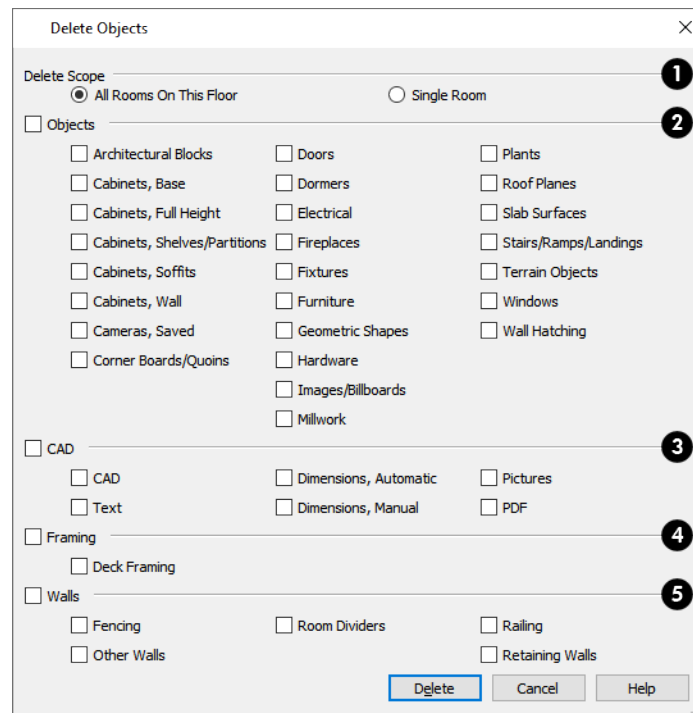 Delete Objects
Delete Scope 1
All Rooms On This Floor Single Room
Objects 2
Architectural Blocks Doors Plants
Cabinets, Base Dormers Roof Planes
Cabinets, Full Height Electrical Slab Surfaces
Cabinets, Shelves/Partitions Fireplaces Stairs/Ramps/Landings
Cabinets, Soffits Fixtures Terrain Objects
Cabinets, Wall Furniture Windows
Cameras, Saved Geometric Shapes Wall Hatching
Corner Boards/Quoins Hardware
Images/Billboards
Millwork
CAD 3
CAD Dimensions, Automatic Pictures
Text Dimensions, Manual PDF
Framing 4
Deck Framing
Walls 5
Fencing Room Dividers Railing
Other Walls Retaining Walls
Delete Cancel Help